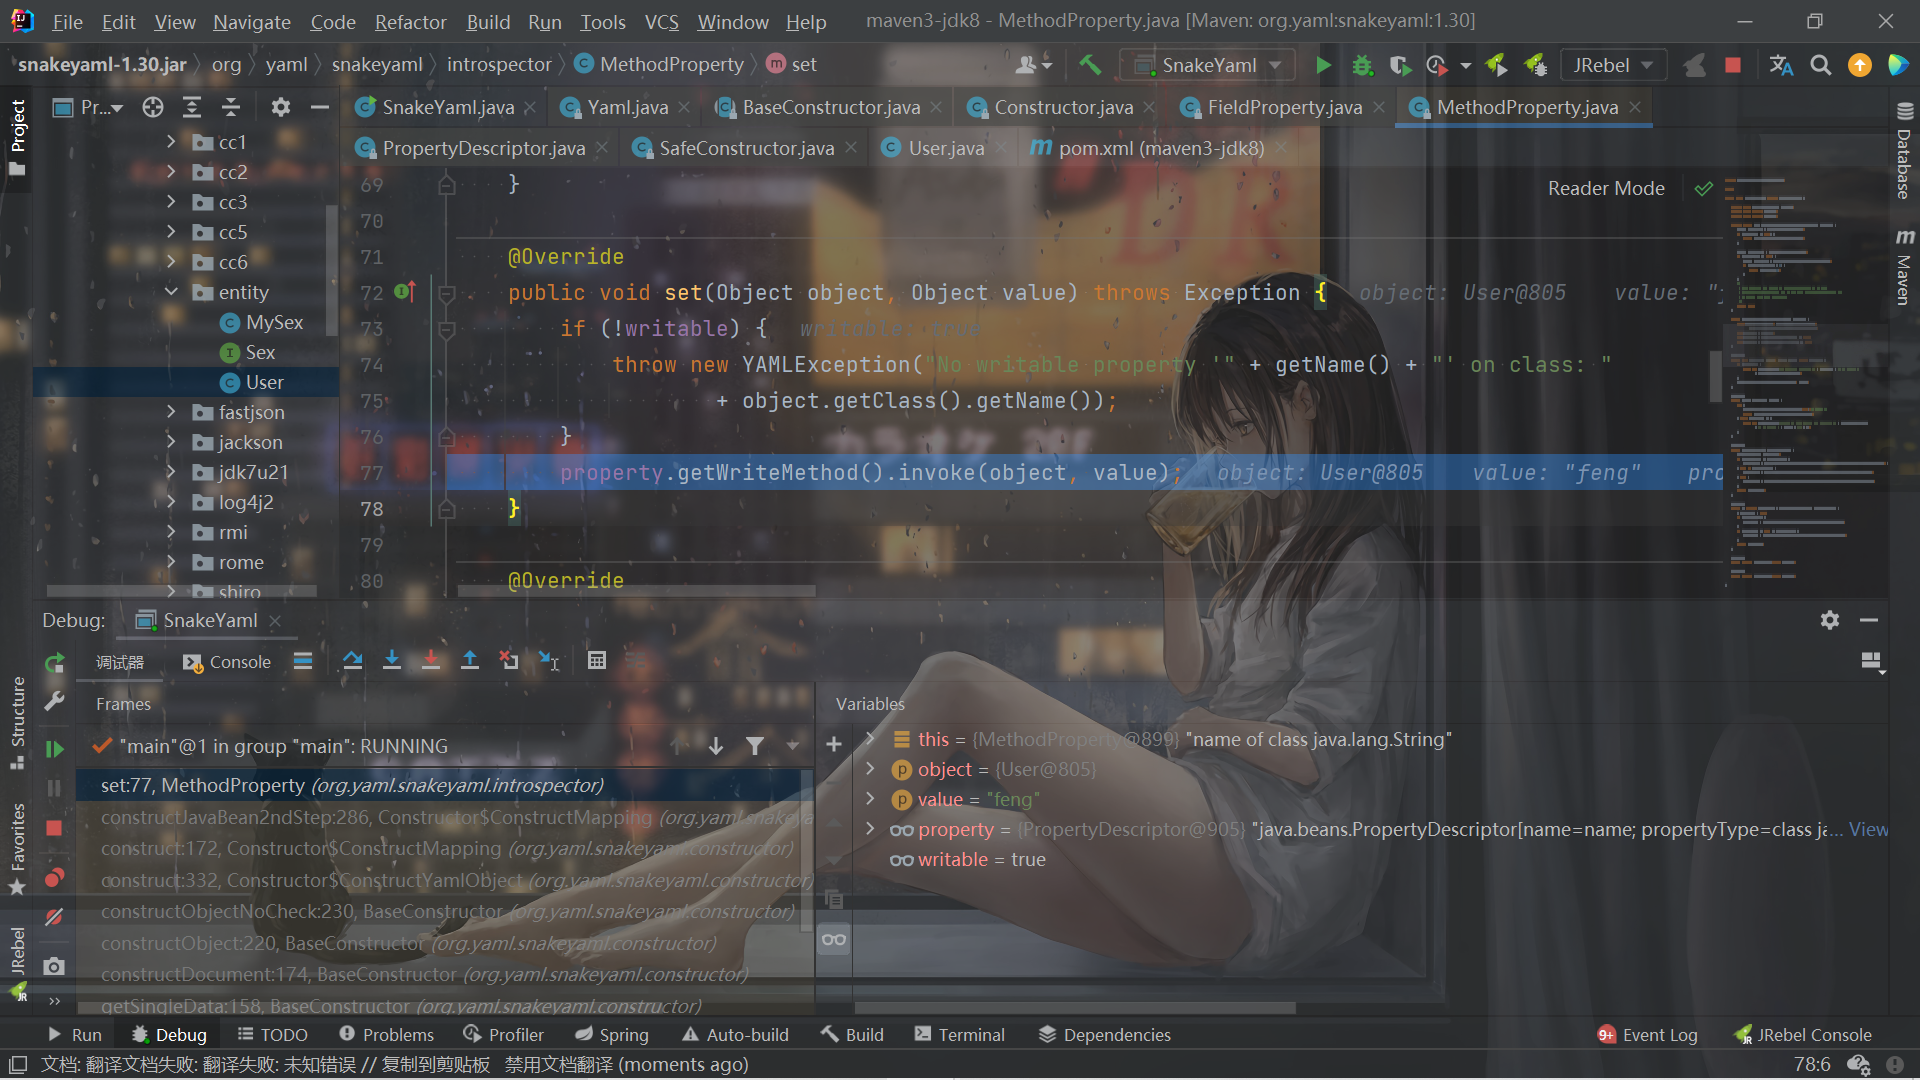 File Edit View Navigate Code Refactor Build Run Tools VCS Window Help maven3-jdk8 - MethodProperty.java [Maven: org.yaml:snakeyaml:1.30]
snakeyaml-1.30.jar org yaml snakeyaml introspector MethodProperty set SnakeYaml JRebel
Project
Pr...
SnakeYaml.java Yaml.java BaseConstructor.java Constructor.java FieldProperty.java MethodProperty.java
PropertyDescriptor.java SafeConstructor.java User.java pom.xml (maven3-jdk8)
cc1
cc2
cc3
cc5
cc6
entity
MySex
Sex
User
fastjson
jackson
jdk7u21
log4j2
rmi
rome
shiro
Reader Mode
69 }
70
71 @Override
72 public void set(Object object, Object value) throws Exception { object: User@805 value: "
73 if (!writable) { writable: true
74 throw new YAMLException("No writable property '" + getName() + "' on class: "
75 + object.getClass().getName());
76 }
77 property.getWriteMethod().invoke(object, value); object: User@805 value: "feng" pro
78 }
79
80 @Override
Database
Maven
Debug: SnakeYaml
调试器 Console
Frames
"main"@1 in group "main": RUNNING
set:77, MethodProperty (org.yaml.snakeyaml.introspector)
constructJavaBean2ndStep:286, Constructor$ConstructMapping (org.yaml.snakeya
construct:172, Constructor$ConstructMapping (org.yaml.snakeyaml.constructor)
construct:332, Constructor$ConstructYamlObject (org.yaml.snakeyaml.constructor)
constructObjectNoCheck:230, BaseConstructor (org.yaml.snakeyaml.constructor)
constructObject:220, BaseConstructor (org.yaml.snakeyaml.constructor)
constructDocument:174, BaseConstructor (org.yaml.snakeyaml.constructor)
getSingleData:158, BaseConstructor (org.yaml.snakeyaml.constructor)
Variables
this = {MethodProperty@899} "name of class java.lang.String"
object = {User@805}
value = "feng"
property = {PropertyDescriptor@905} "java.beans.PropertyDescriptor[name=name; propertyType=class ja... View
writable = true
Structure
Favorites
JRebel
Run Debug TODO Problems Profiler Spring Auto-build Build Terminal Dependencies 9+ Event Log JRebel Console
文档: 翻译文档失败: 翻译失败: 未知错误 // 复制到剪贴板 禁用文档翻译 (moments ago) 78:6